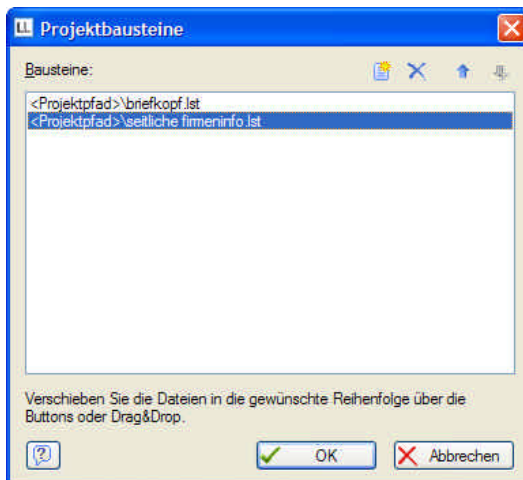 LL Projektbausteine
Bausteine:
<Projektpfad>\briefkopf.lst
<Projektpfad>\seitliche firmeninfo.lst
Verschieben Sie die Dateien in die gewünschte Reihenfolge über die
Buttons oder Drag&Drop.
OK
Abbrechen